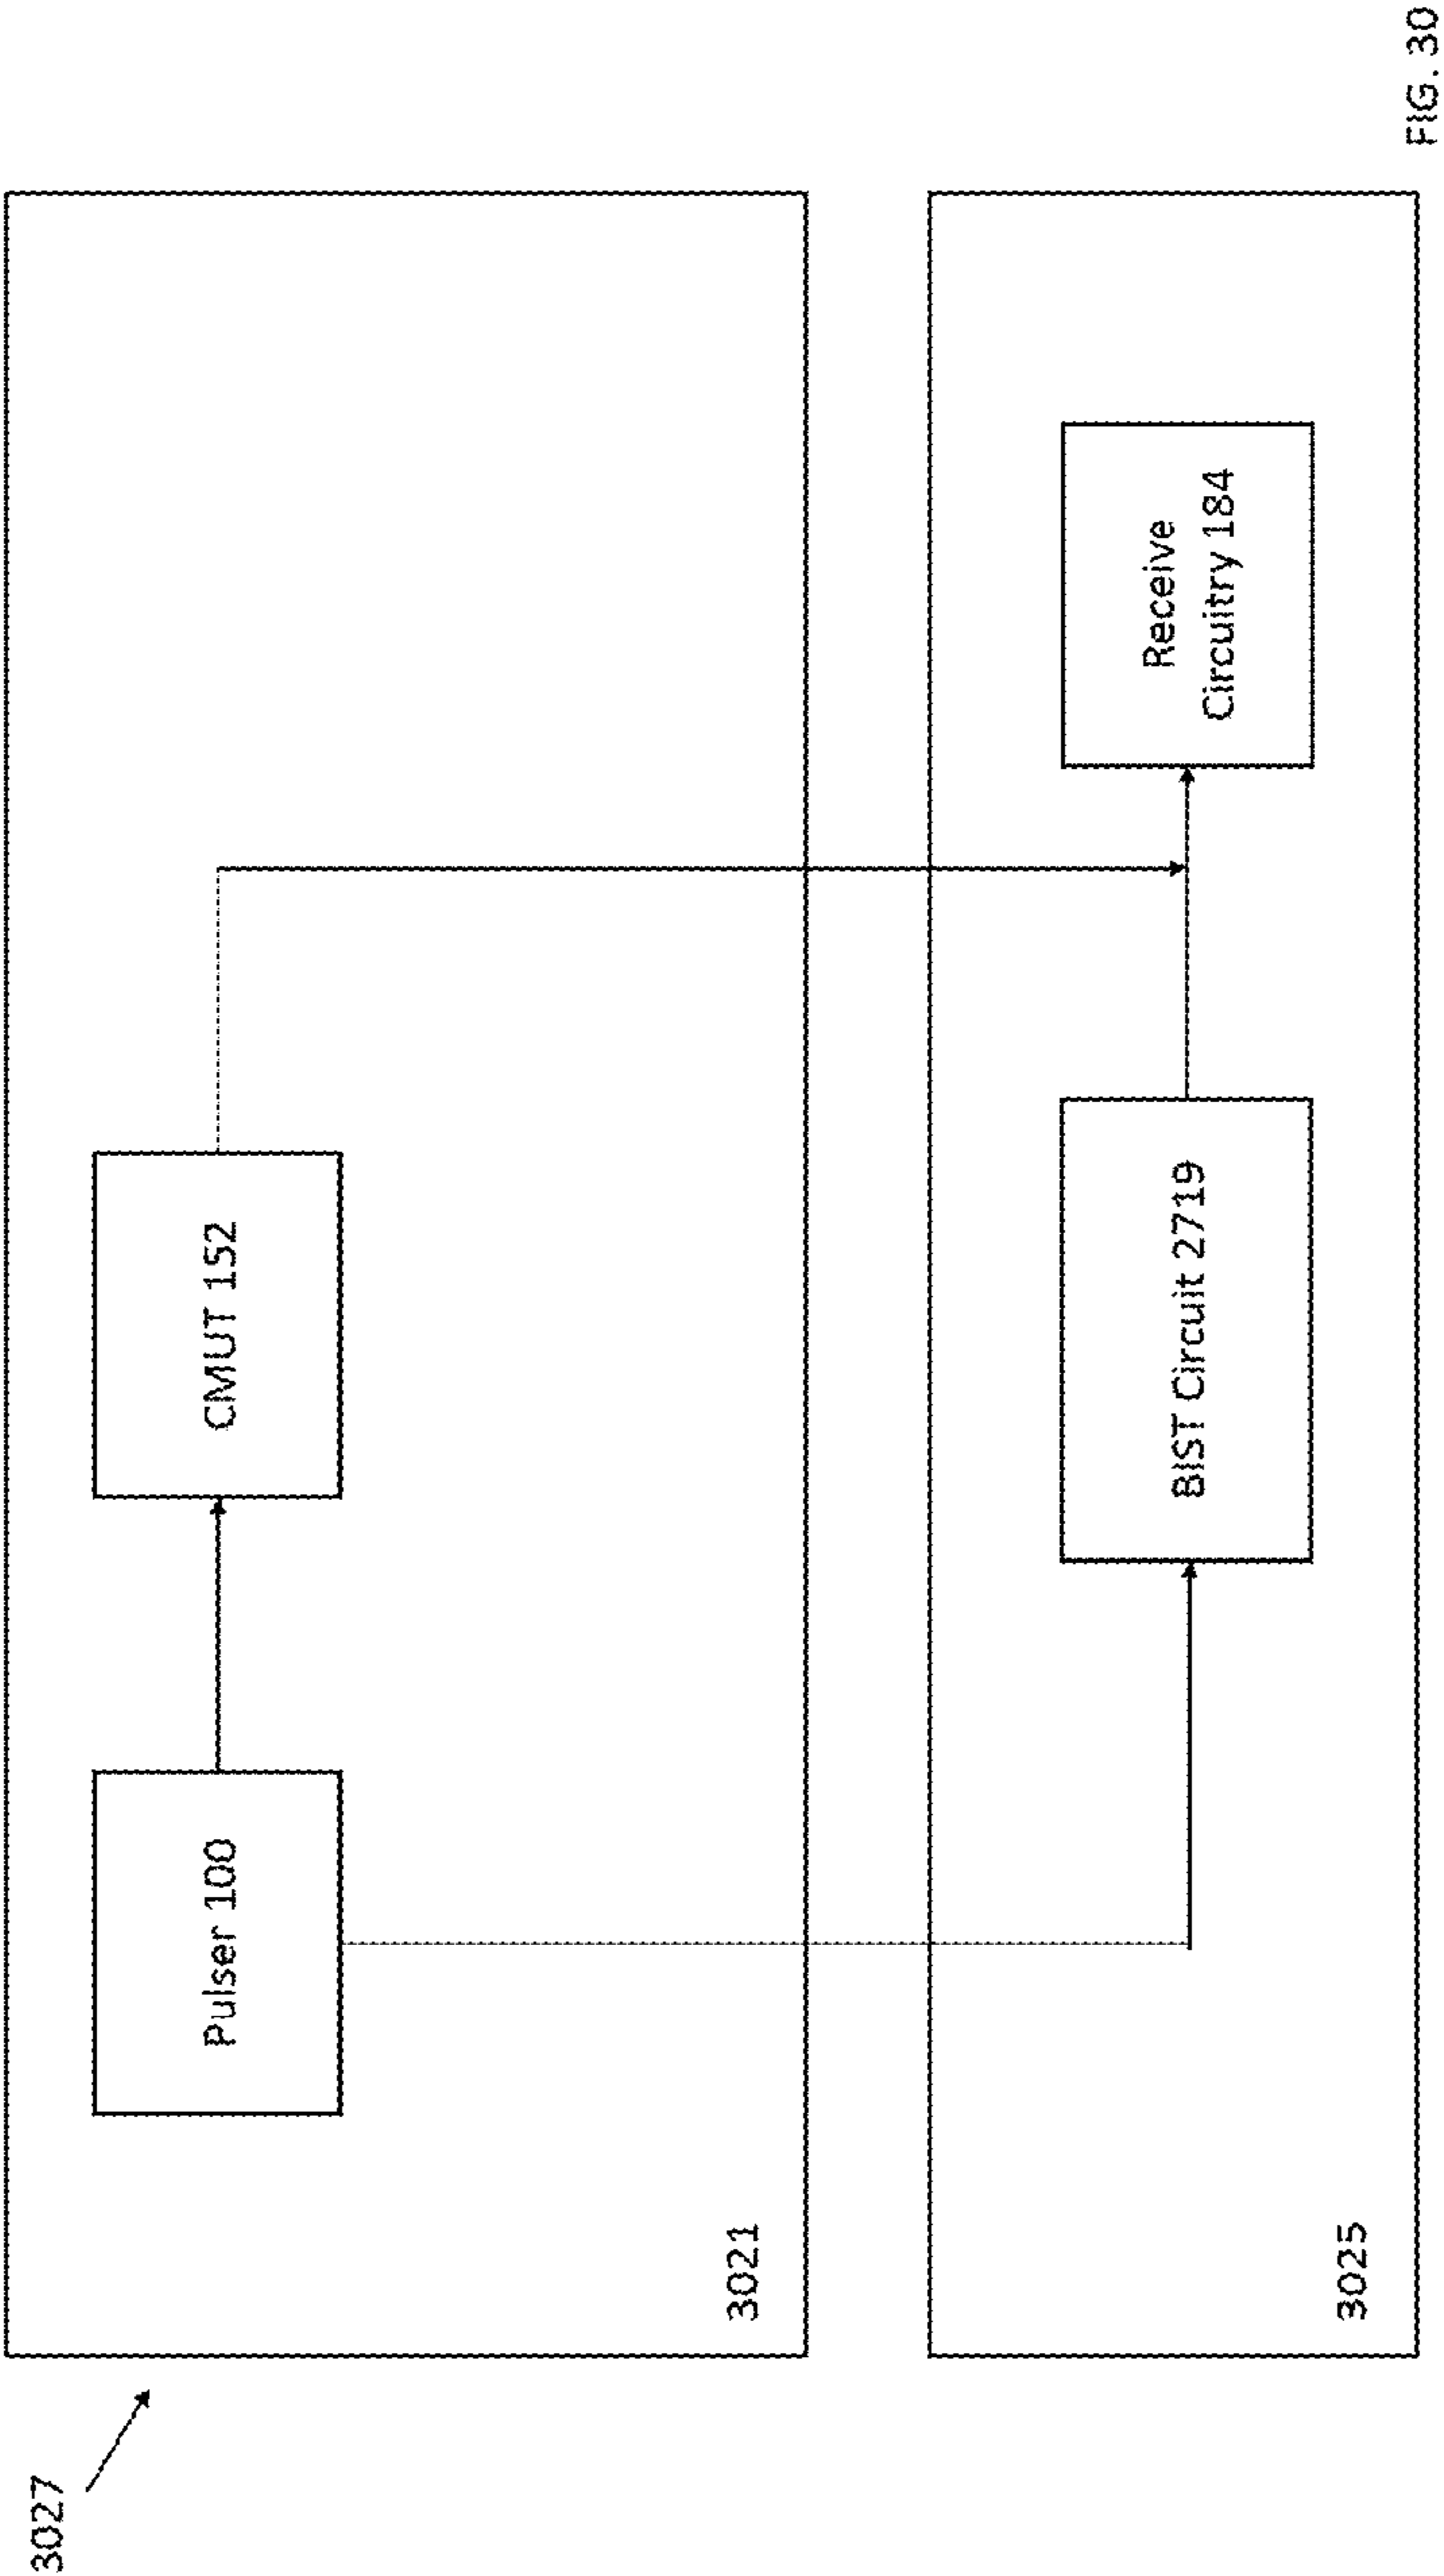 3027
Pulser 100
CMUT 152
3021
BIST Circuit 2719
Receive
Circuitry 184
3025
FIG. 30